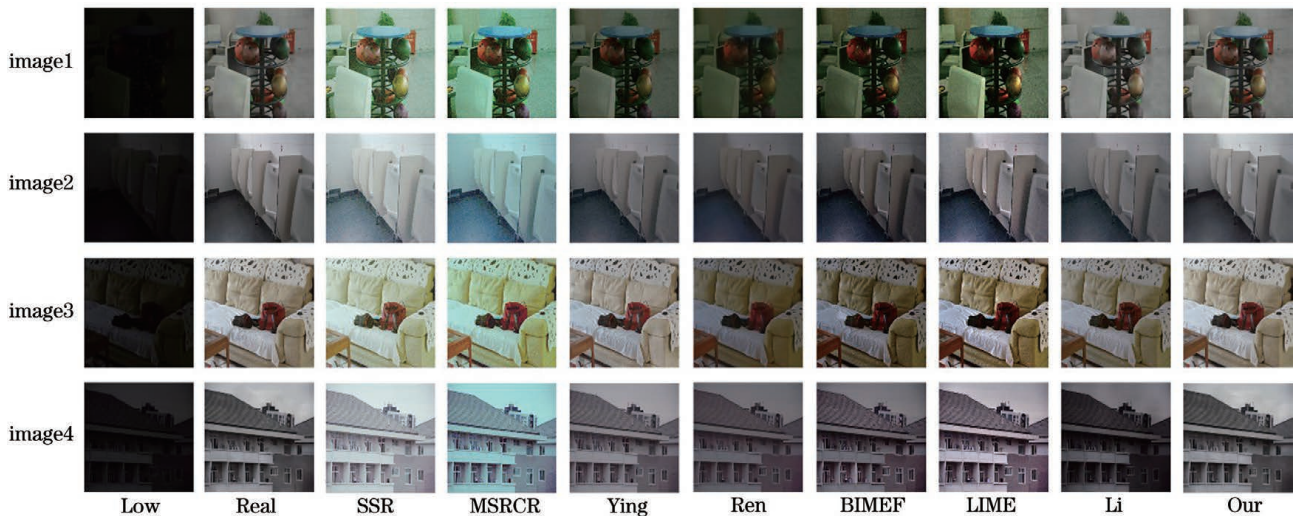 image1
image2
image3
image4
Low Real SSR MSRCR Ying Ren BIMEF LIME Li Our